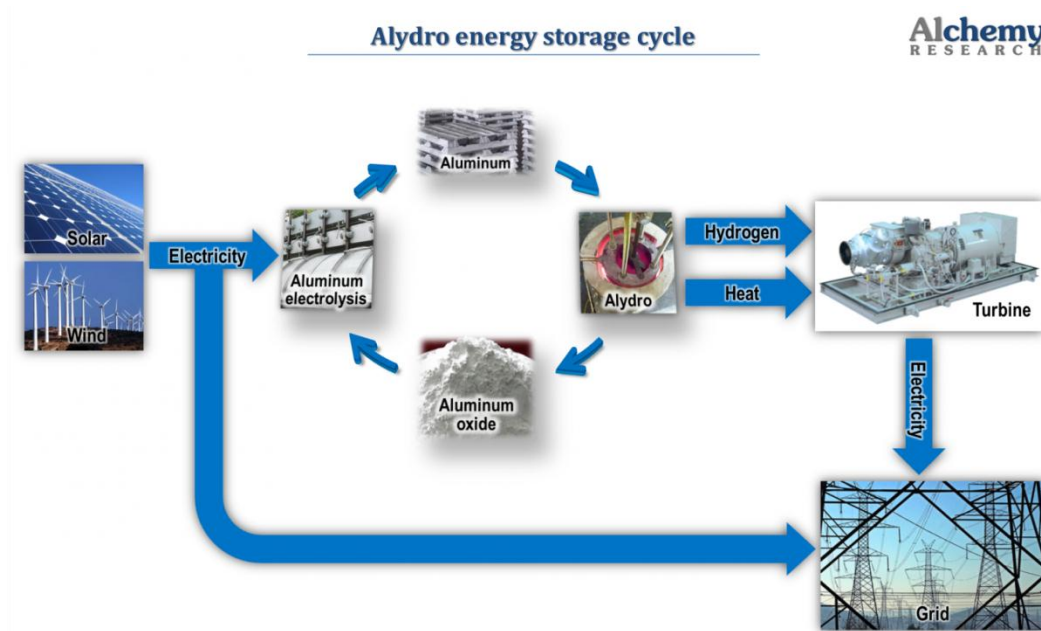 Alydro energy storage cycle
Alchemy
RESEARCH
Solar
Wind
Electricity
Aluminum
electrolysis
Aluminum
Alydro
Aluminum
oxide
Hydrogen
Heat
Turbine
Electricity
Grid